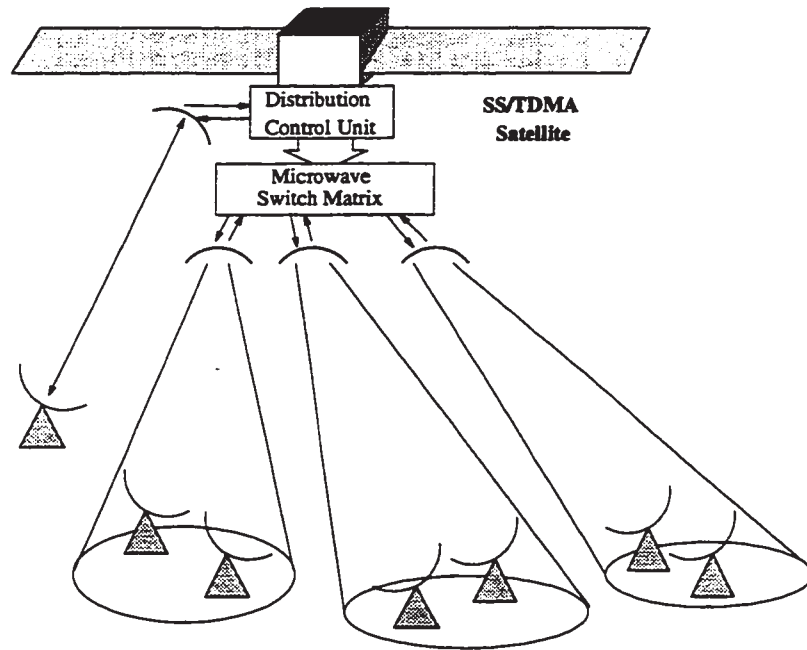 Distribution
Control Unit
SS/TDMA
Satellite
Microwave
Switch Matrix